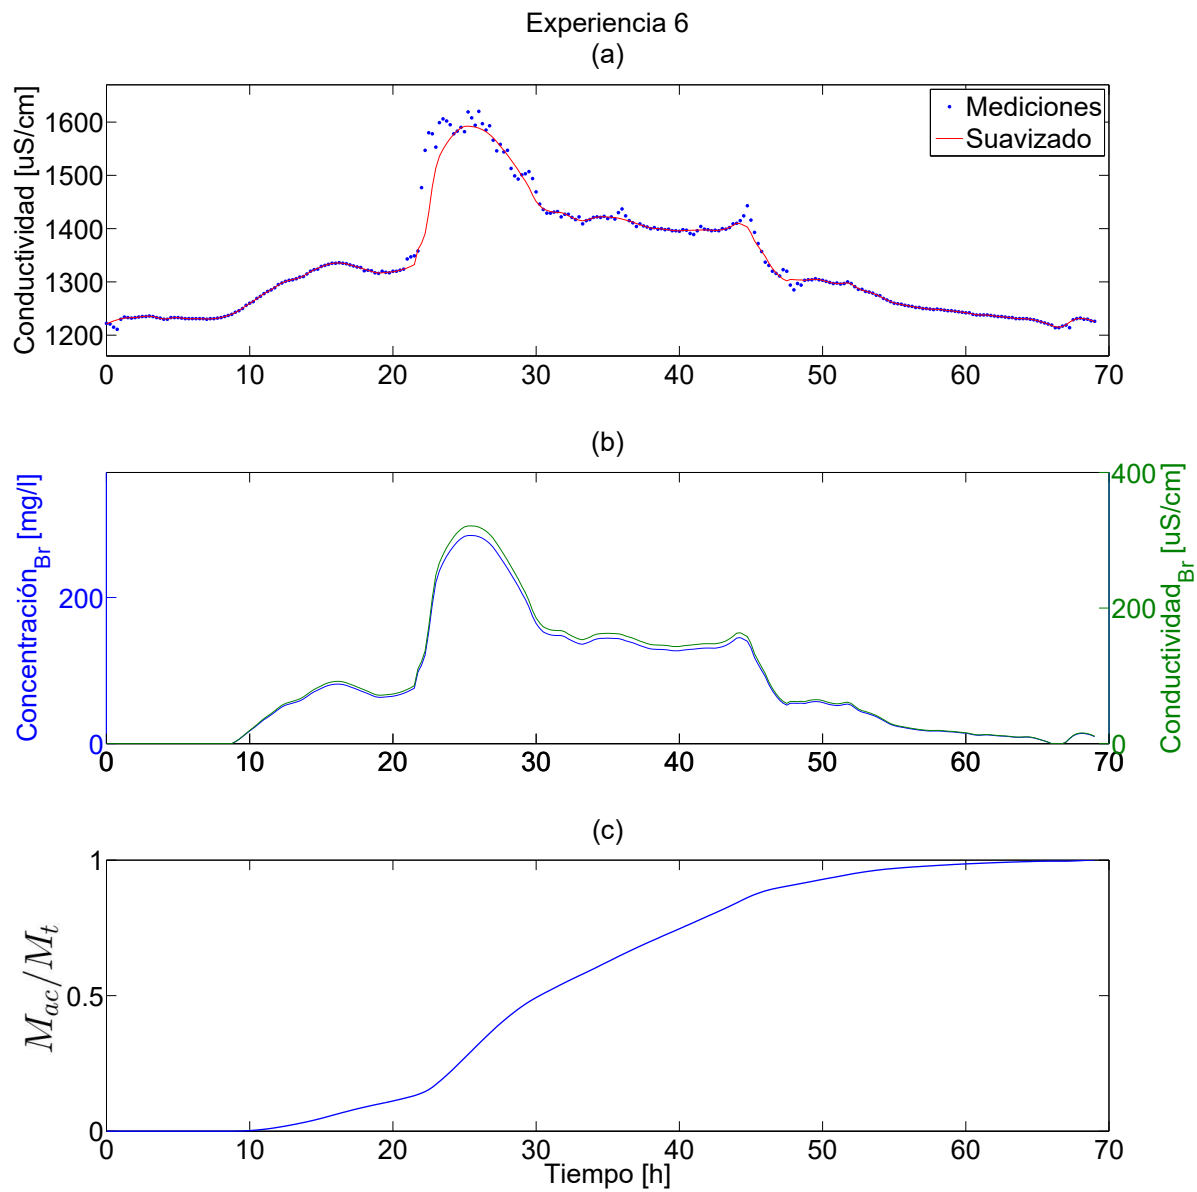 Experiencia 6
(a)
Conductividad [uS/cm]
1600
1500
1400
1300
1200
Mediciones
Suavizado
0 10 20 30 40 50 60 70
(b)
Concentración_Br [mg/l]
200
0
400
200
0
Conductividad_Br [uS/cm]
0 10 20 30 40 50 60 70
(c)
M_ac/M_t
1
0.5
0
0 10 20 30 40 50 60 70
Tiempo [h]